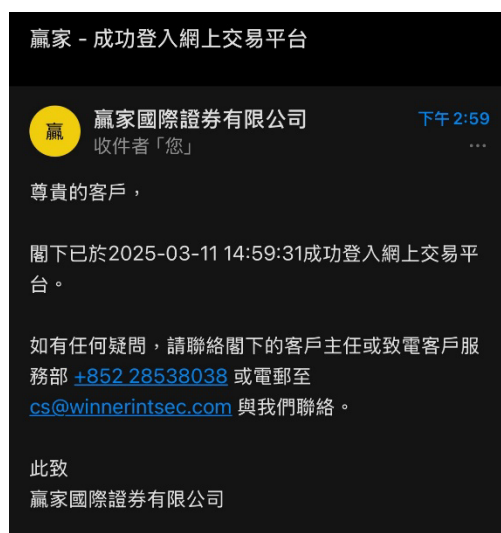 贏家 - 成功登入網上交易平台
贏
贏家國際證券有限公司
下午 2:59
收件者「您」
...
尊貴的客戶，
閣下已於2025-03-11 14:59:31成功登入網上交易平
台。
如有任何疑問，請聯絡閣下的客戶主任或致電客戶服
務部 +852 28538038 或電郵至
cs@winnerintsec.com 與我們聯絡。
此致
贏家國際證券有限公司